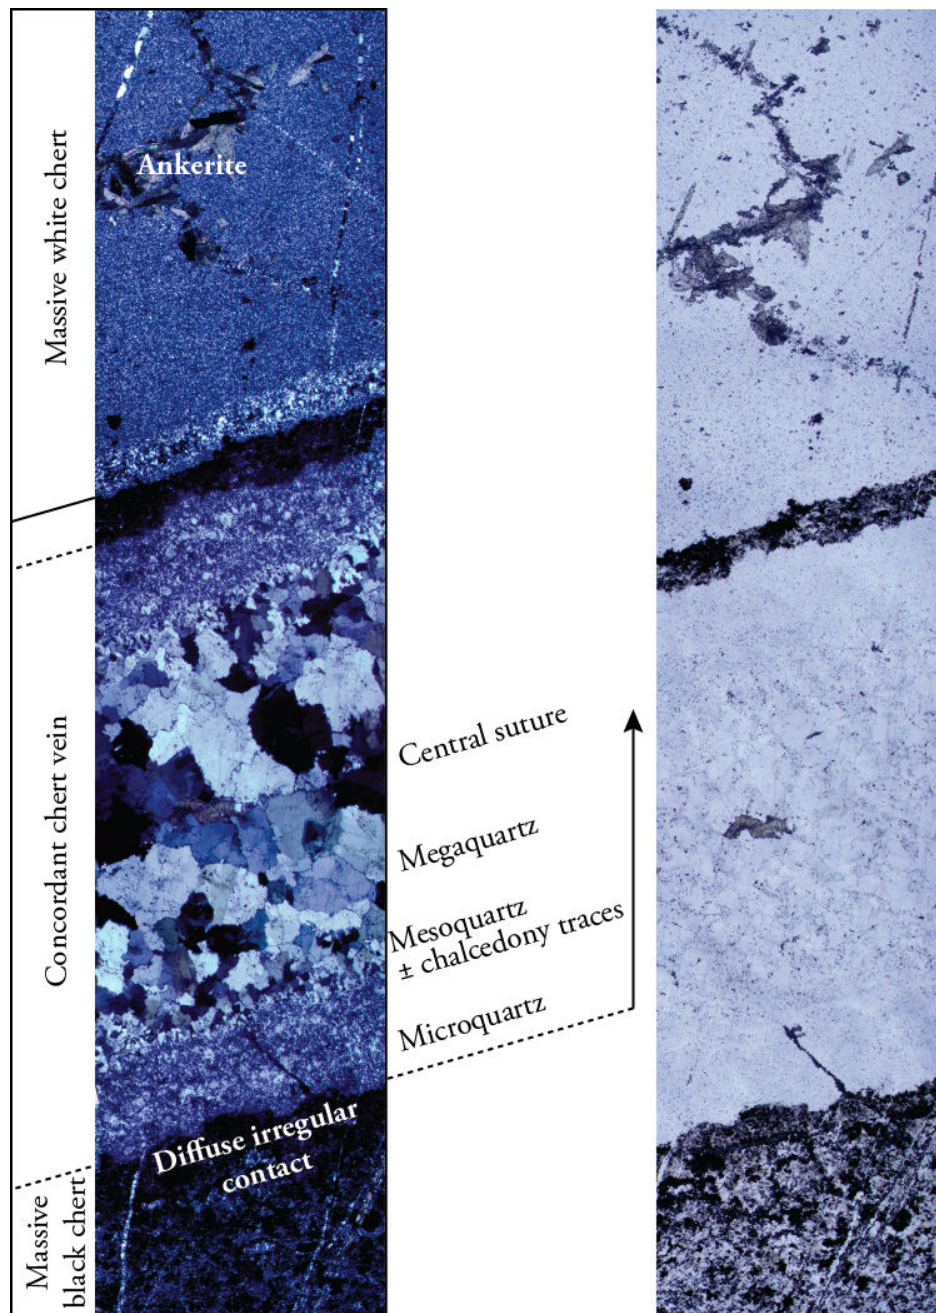 Massive white chert
Ankerite
Concordant chert vein
Central suture
Megaquartz
Mesoquartz
± chalcedony traces
Microquartz
Diffuse irregular
contact
Massive
black chert